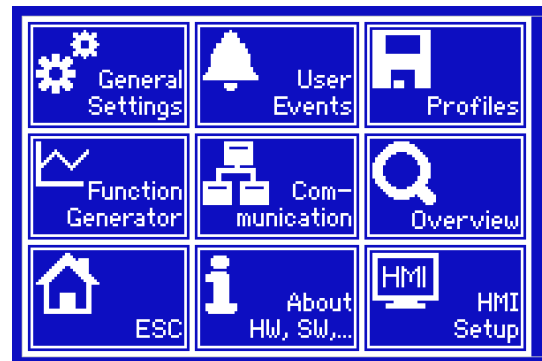 General
Settings
User
Events
Profiles
Function
Generator
Com-
munication
Overview
ESC
About
HW, SW,...
HMI
HMI
Setup